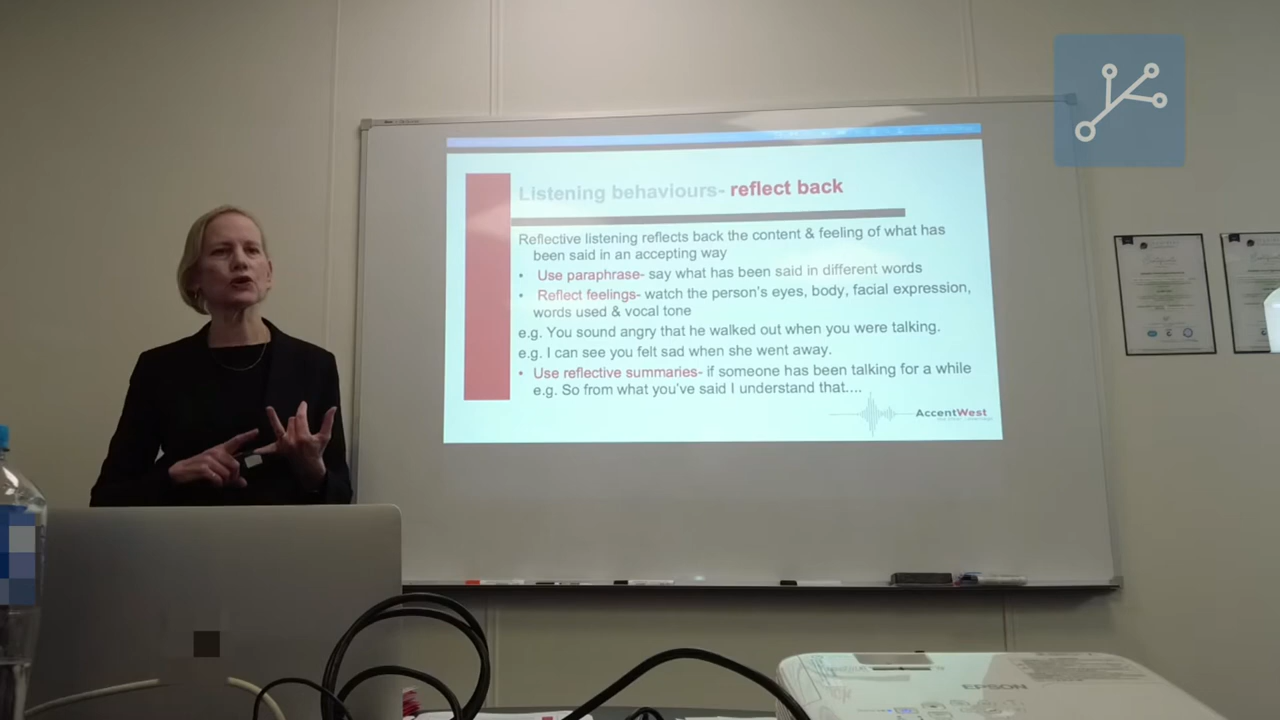 Listening behaviours- reflect back
Reflective listening reflects back the content & feeling of what has
been said in an accepting way
• Use paraphrase- say what has been said in different words
• Reflect feelings- watch the person's eyes, body, facial expression,
words used & vocal tone
e.g. You sound angry that he walked out when you were talking.
e.g. I can see you felt sad when she went away.
• Use reflective summaries- if someone has been talking for a while
e.g. So from what you've said I understand that....
AccentWest
EPSON